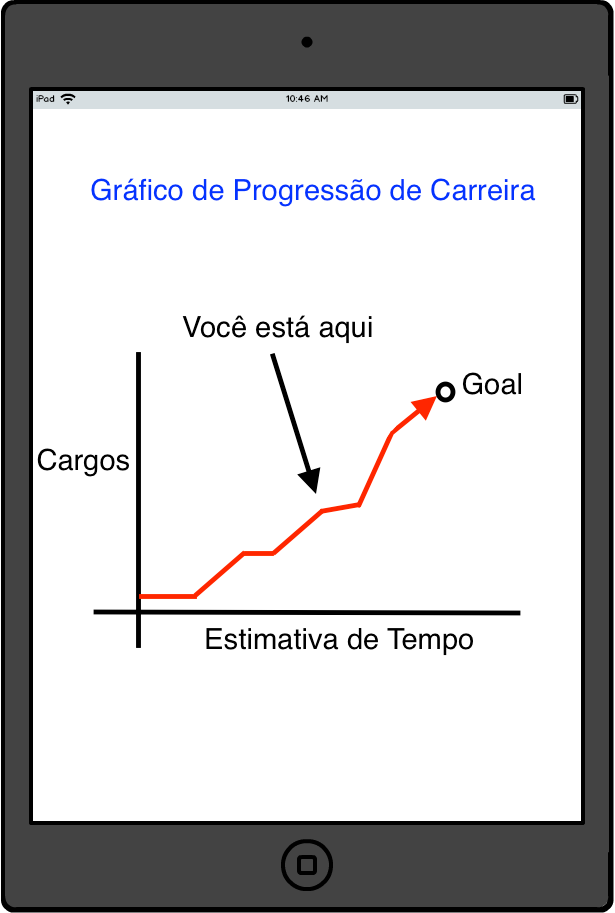 iPad
10:46 AM
Gráfico de Progressão de Carreira
Você está aqui
Goal
Cargos
Estimativa de Tempo